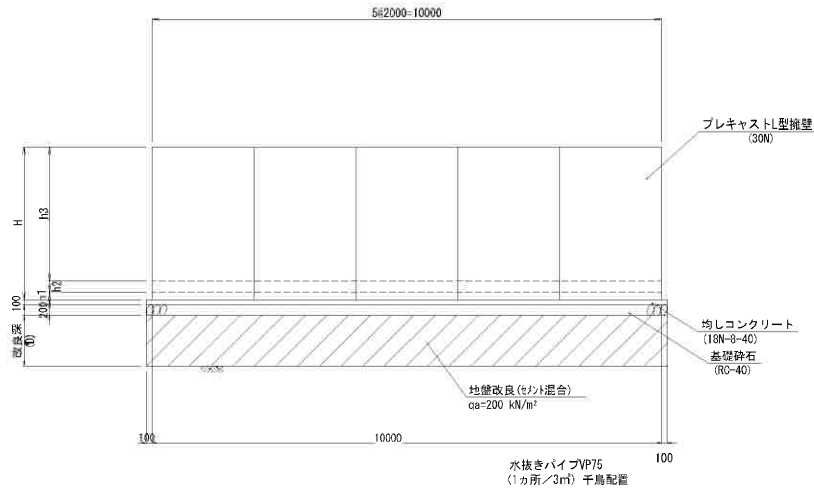 5@2000=10000
プレキャストL型擁壁
(30N)
H
h3
h2
h1
100
200
改良深
(D)
均しコンクリート
(18N-8-40)
基礎砕石
(RC-40)
地盤改良(セメント混合)
qa=200 kN/m²
100
10000
100
水抜きパイプVP75
(1ヵ所/3㎡) 千鳥配置